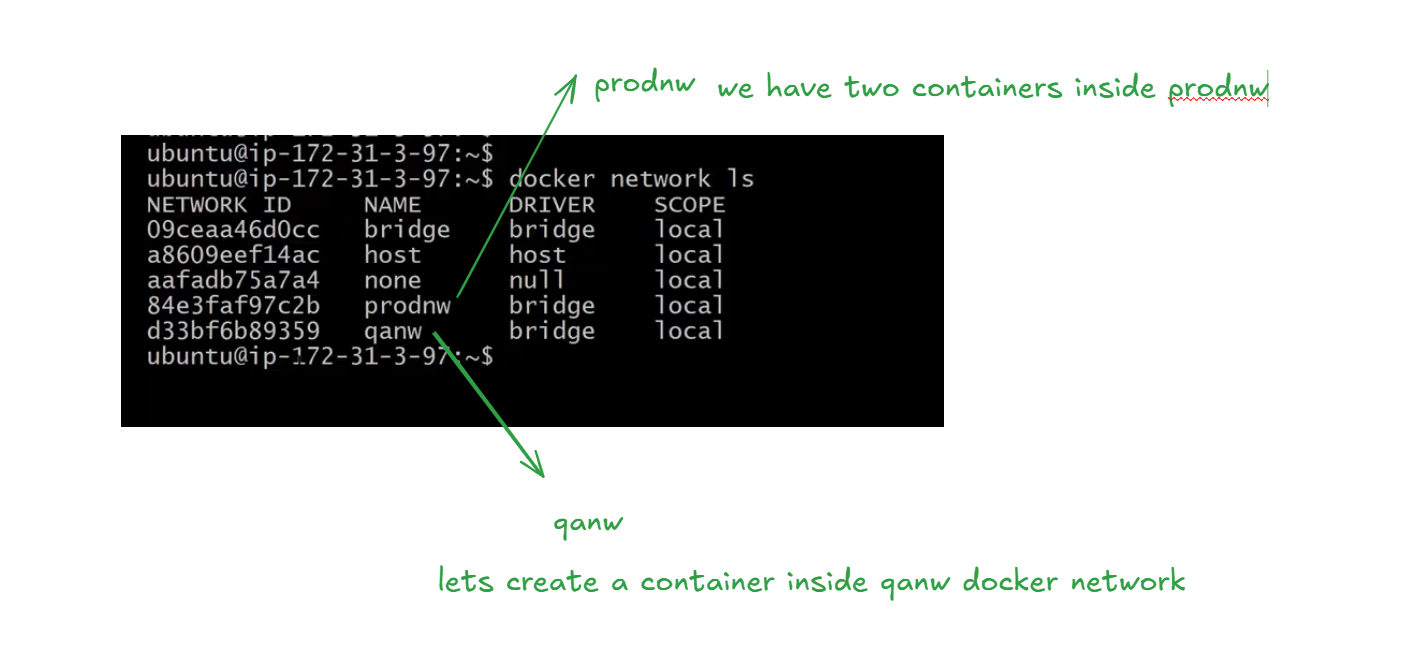 prodnw we have two containers inside prodnw
ubuntu@ip-172-31-3-97:~$
ubuntu@ip-172-31-3-97:~$ docker network ls
NETWORK ID NAME DRIVER SCOPE
09ceaa46d0cc bridge bridge local
a8609eef14ac host host local
aafadb75a7a4 none null local
84e3faf97c2b prodnw bridge local
d33bf6b89359 qanw bridge local
ubuntu@ip-172-31-3-97:~$
qanw
lets create a container inside qanw docker network